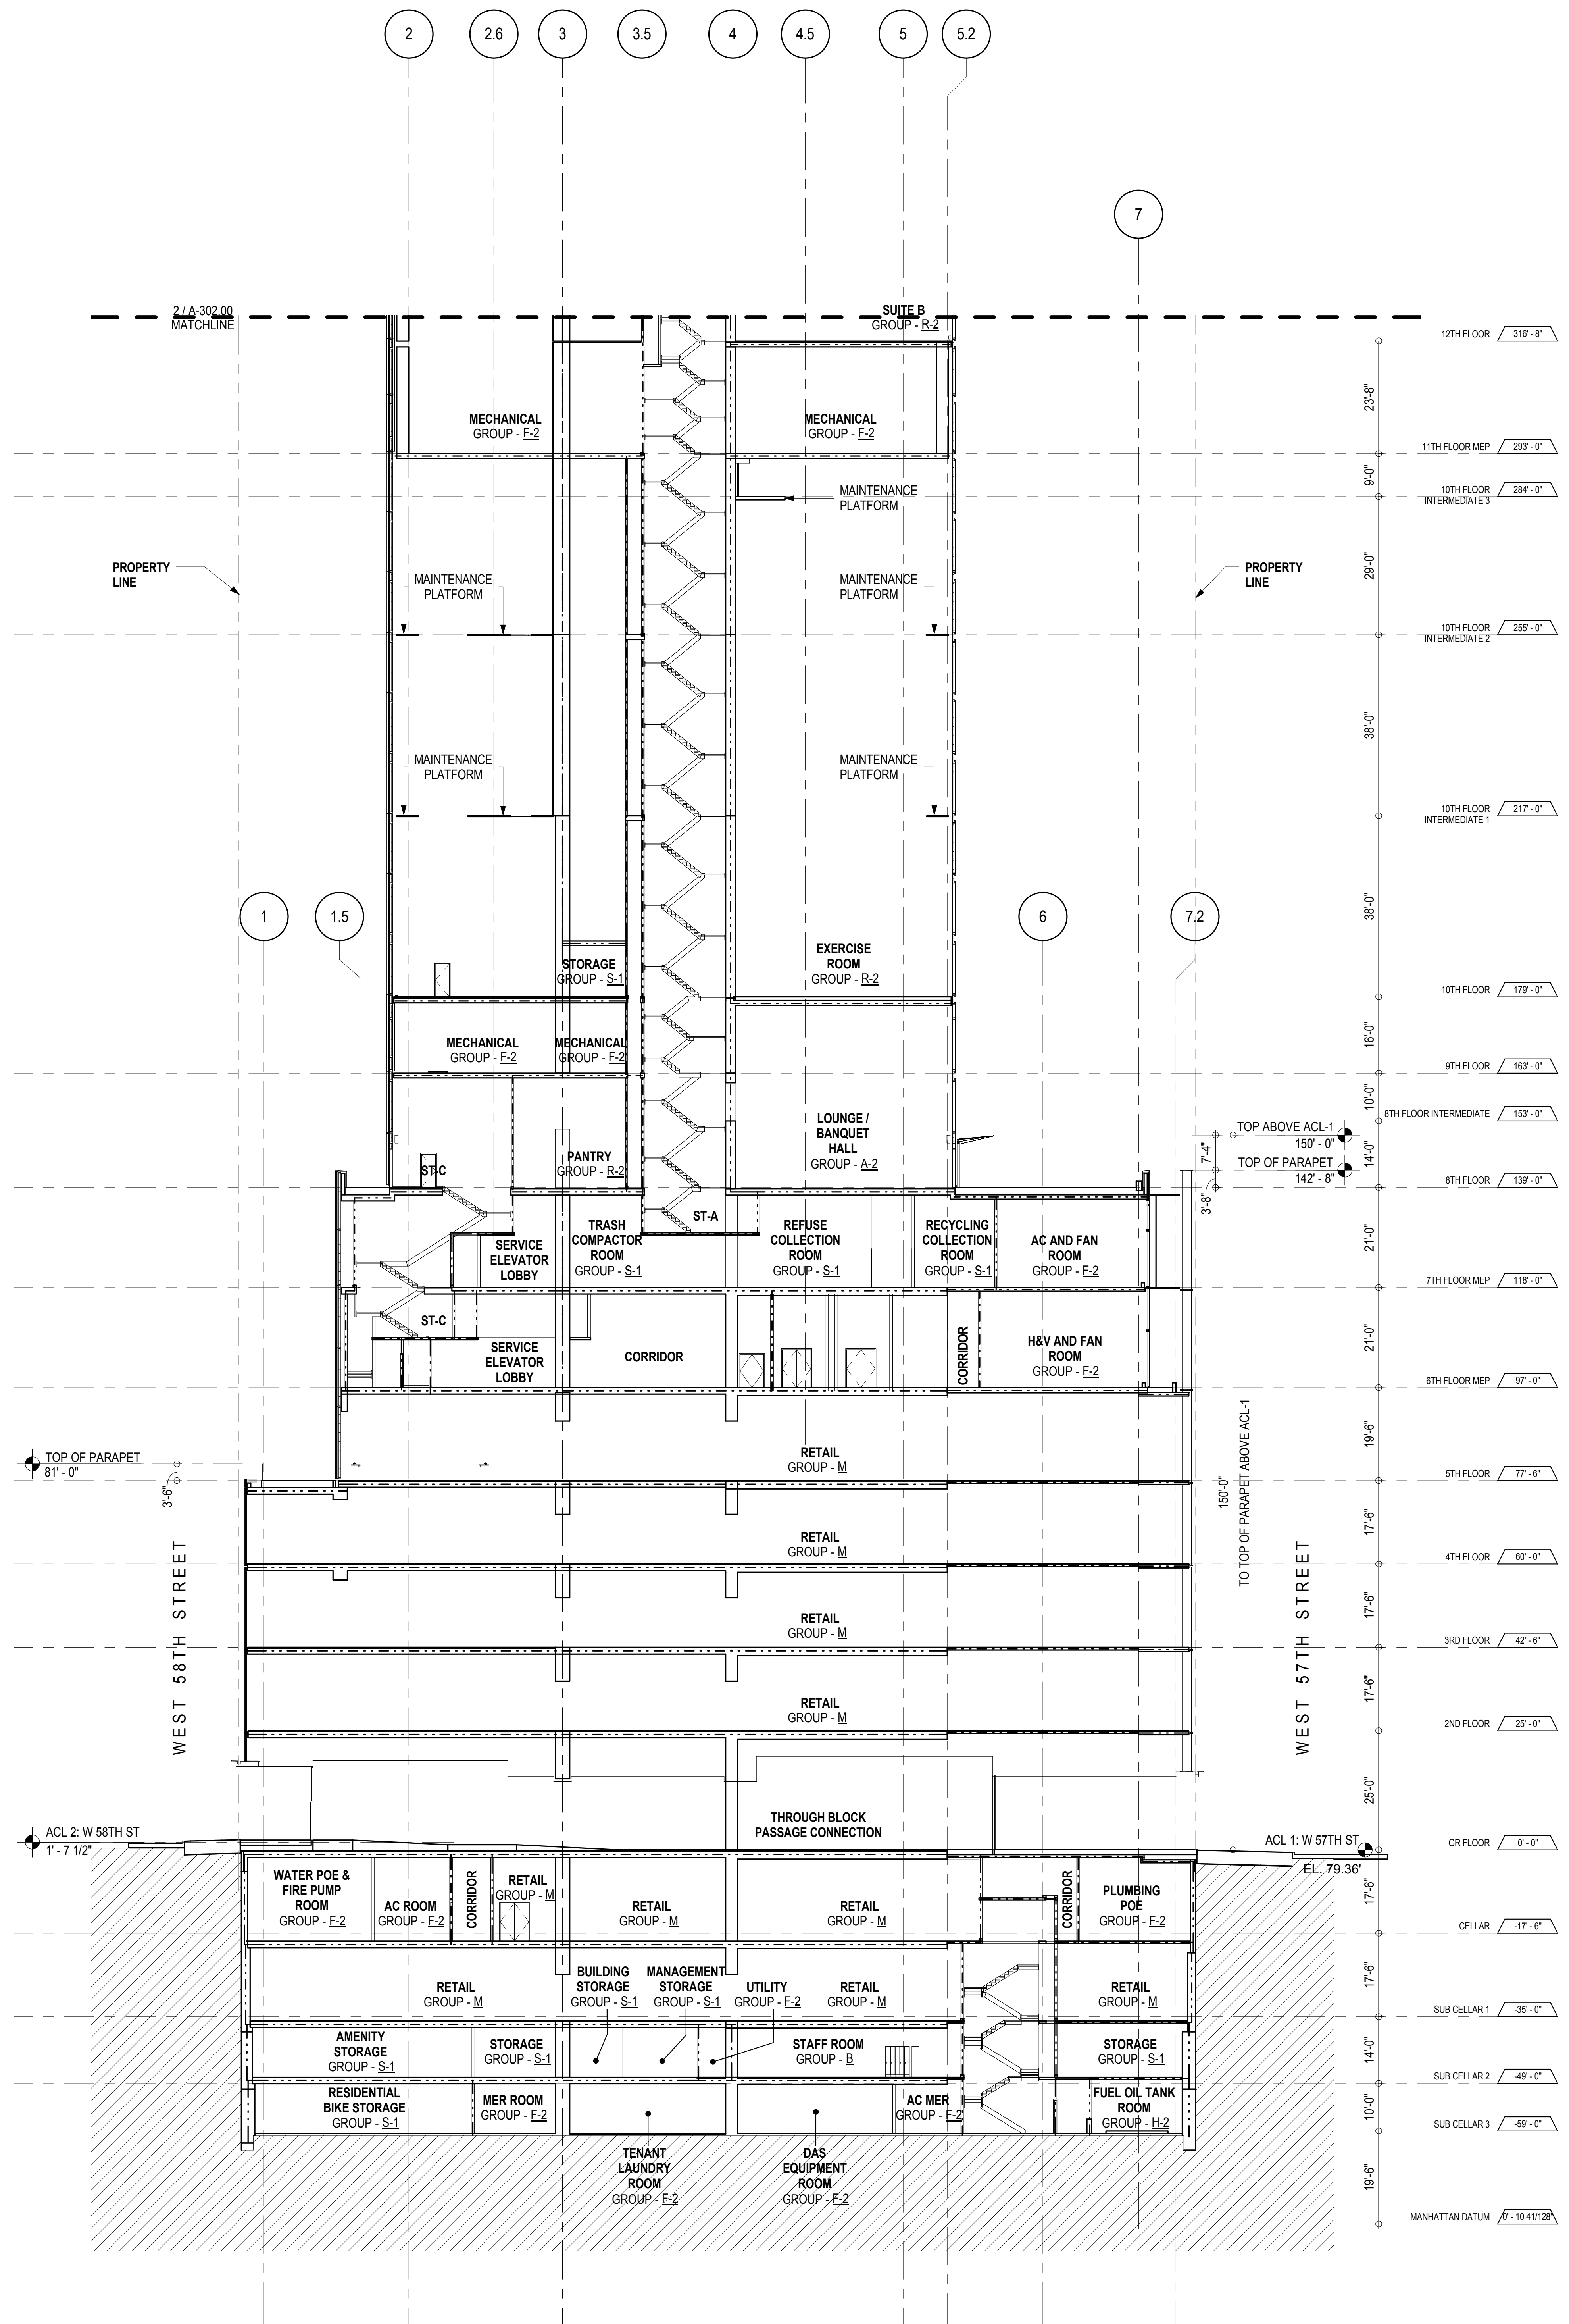 2
2.6
3
3.5
4
4.5
5
5.2
7
2 / A-302.00
MATCHLINE
SUITE B
GROUP - R-2
12TH FLOOR
316' - 8"
23'-8"
MECHANICAL
GROUP - F-2
MECHANICAL
GROUP - F-2
11TH FLOOR MEP
293' - 0"
9'-0"
MAINTENANCE
PLATFORM
10TH FLOOR
INTERMEDIATE 3
284' - 0"
29'-0"
PROPERTY
LINE
MAINTENANCE
PLATFORM
MAINTENANCE
PLATFORM
PROPERTY
LINE
10TH FLOOR
INTERMEDIATE 2
255' - 0"
38'-0"
MAINTENANCE
PLATFORM
MAINTENANCE
PLATFORM
10TH FLOOR
INTERMEDIATE 1
217' - 0"
38'-0"
1
1.5
6
7.2
STORAGE
GROUP - S-1
EXERCISE
ROOM
GROUP - R-2
10TH FLOOR
179' - 0"
16'-0"
MECHANICAL
GROUP - F-2
MECHANICAL
GROUP - F-2
9TH FLOOR
163' - 0"
10'-0"
8TH FLOOR INTERMEDIATE
153' - 0"
LOUNGE /
BANQUET
HALL
GROUP - A-2
TOP ABOVE ACL-1
150' - 0"
7'-4"
14'-0"
TOP OF PARAPET
142' - 8"
3'-8"
ST-C
PANTRY
GROUP - R-2
8TH FLOOR
139' - 0"
21'-0"
SERVICE
ELEVATOR
LOBBY
TRASH
COMPACTOR
ROOM
GROUP - S-1
ST-A
REFUSE
COLLECTION
ROOM
GROUP - S-1
RECYCLING
COLLECTION
ROOM
GROUP - S-1
AC AND FAN
ROOM
GROUP - F-2
7TH FLOOR MEP
118' - 0"
21'-0"
ST-C
SERVICE
ELEVATOR
LOBBY
CORRIDOR
CORRIDOR
H&V AND FAN
ROOM
GROUP - F-2
6TH FLOOR MEP
97' - 0"
19'-6"
TOP OF PARAPET
81' - 0"
3'-6"
RETAIL
GROUP - M
150'-0"
TO TOP OF PARAPET ABOVE ACL-1
5TH FLOOR
77' - 6"
17'-6"
RETAIL
GROUP - M
4TH FLOOR
60' - 0"
17'-6"
WEST 58TH STREET
WEST 57TH STREET
RETAIL
GROUP - M
3RD FLOOR
42' - 6"
17'-6"
RETAIL
GROUP - M
2ND FLOOR
25' - 0"
25'-0"
THROUGH BLOCK
PASSAGE CONNECTION
ACL 2: W 58TH ST
1' - 7 1/2"
ACL 1: W 57TH ST
EL. 79.36'
GR FLOOR
0' - 0"
17'-6"
WATER POE &
FIRE PUMP
ROOM
GROUP - F-2
AC ROOM
GROUP - F-2
CORRIDOR
RETAIL
GROUP - M
RETAIL
GROUP - M
RETAIL
GROUP - M
CORRIDOR
PLUMBING
POE
GROUP - F-2
CELLAR
-17' - 6"
17'-6"
RETAIL
GROUP - M
BUILDING
STORAGE
GROUP - S-1
MANAGEMENT
STORAGE
GROUP - S-1
UTILITY
GROUP - F-2
RETAIL
GROUP - M
RETAIL
GROUP - M
SUB CELLAR 1
-35' - 0"
14'-0"
AMENITY
STORAGE
GROUP - S-1
STORAGE
GROUP - S-1
STAFF ROOM
GROUP - B
STORAGE
GROUP - S-1
SUB CELLAR 2
-49' - 0"
10'-0"
RESIDENTIAL
BIKE STORAGE
GROUP - S-1
MER ROOM
GROUP - F-2
AC MER
GROUP - F-2
FUEL OIL TANK
ROOM
GROUP - H-2
SUB CELLAR 3
-59' - 0"
19'-6"
TENANT
LAUNDRY
ROOM
GROUP - F-2
DAS
EQUIPMENT
ROOM
GROUP - F-2
MANHATTAN DATUM
0' - 10 41/128"